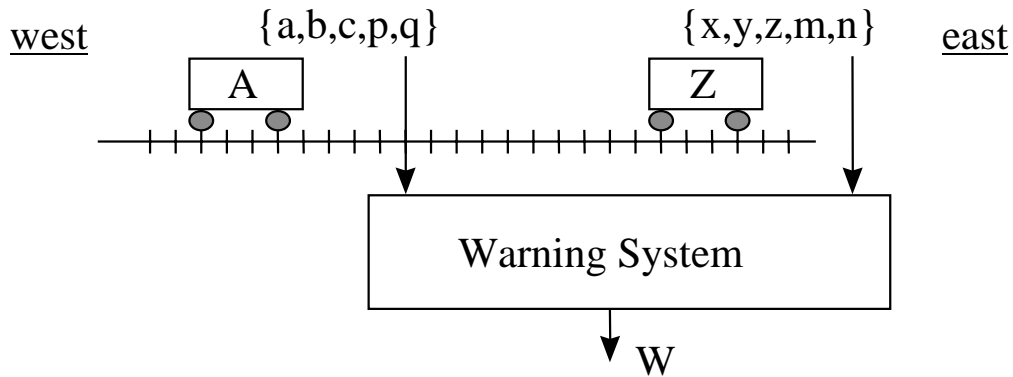 west {a,b,c,p,q} {x,y,z,m,n} east
A Z
Warning System
W